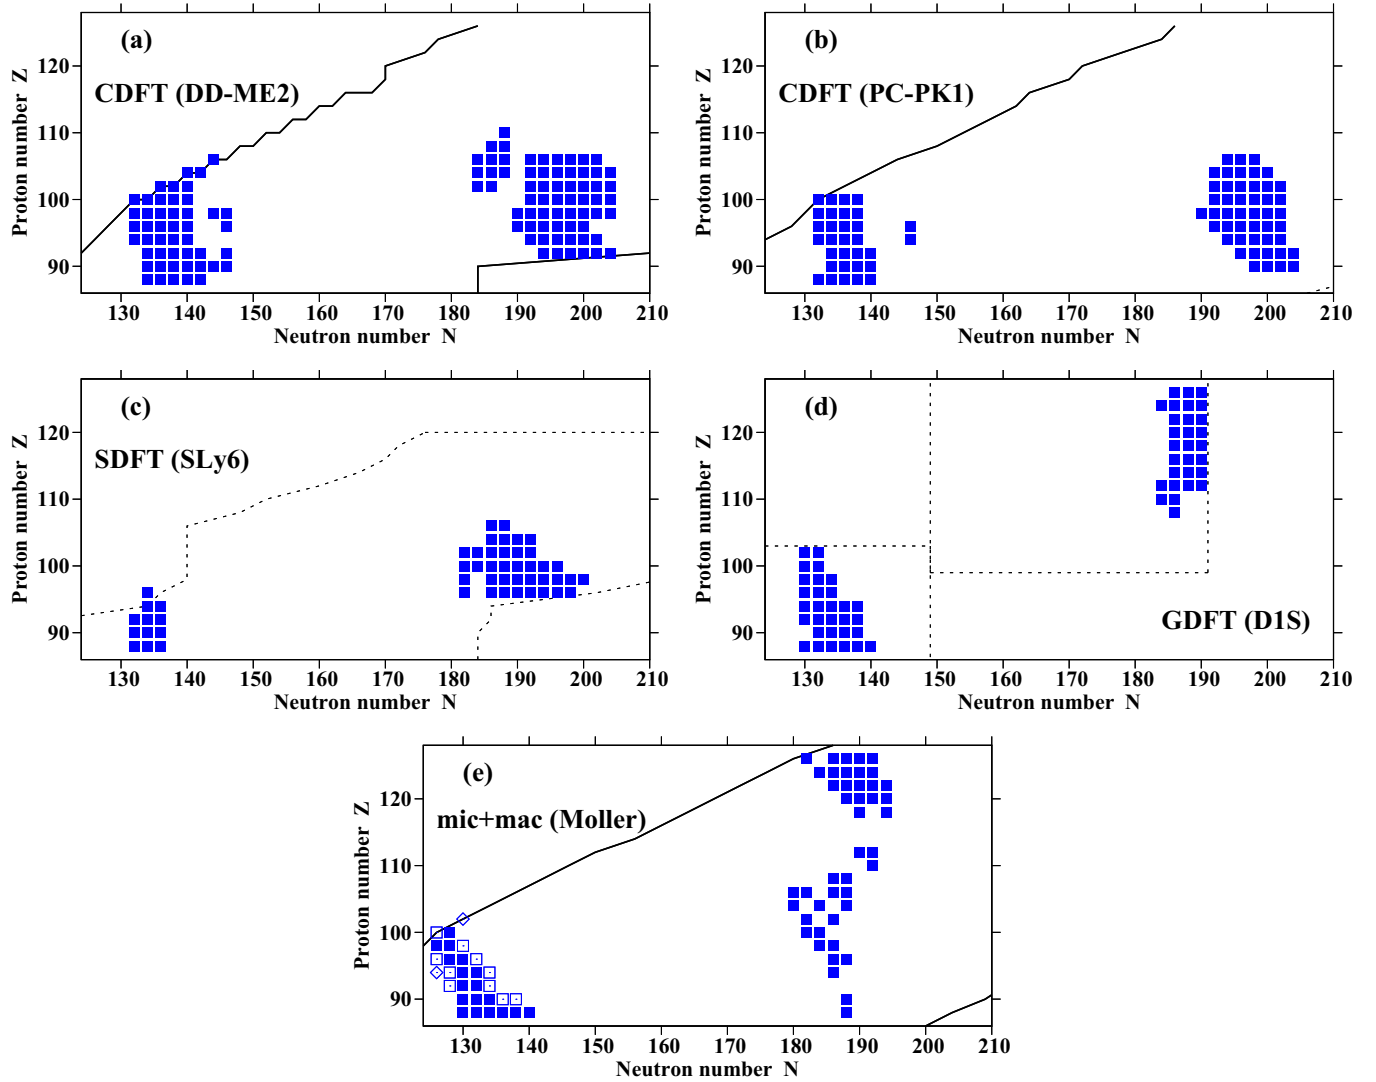 (a)
CDFT (DD-ME2)
Proton number Z
120
110
100
90
130 140 150 160 170 180 190 200 210
Neutron number N
(b)
CDFT (PC-PK1)
Proton number Z
120
110
100
90
130 140 150 160 170 180 190 200 210
Neutron number N
(c)
SDFT (SLy6)
Proton number Z
120
110
100
90
130 140 150 160 170 180 190 200 210
Neutron number N
(d)
GDFT (D1S)
Proton number Z
120
110
100
90
130 140 150 160 170 180 190 200 210
Neutron number N
(e)
mic+mac (Moller)
Proton number Z
120
110
100
90
130 140 150 160 170 180 190 200 210
Neutron number N